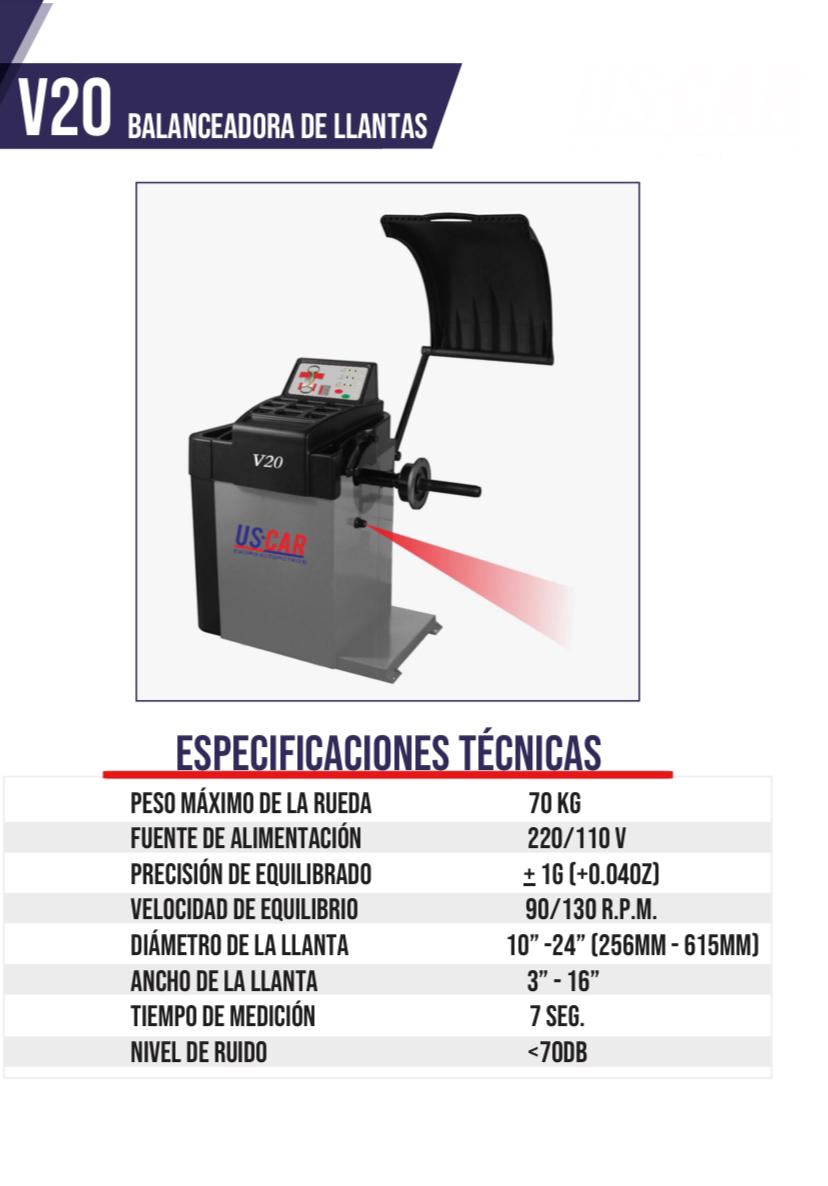 V20 BALANCEADORA DE LLANTAS
V20
US·CAR
EQUIPO AUTOMOTRIZ
ESPECIFICACIONES TÉCNICAS
PESO MÁXIMO DE LA RUEDA 70 KG
FUENTE DE ALIMENTACIÓN 220/110 V
PRECISIÓN DE EQUILIBRADO ± 1G (+0.04OZ)
VELOCIDAD DE EQUILIBRIO 90/130 R.P.M.
DIÁMETRO DE LA LLANTA 10” -24” (256MM - 615MM)
ANCHO DE LA LLANTA 3” - 16”
TIEMPO DE MEDICIÓN 7 SEG.
NIVEL DE RUIDO <70DB